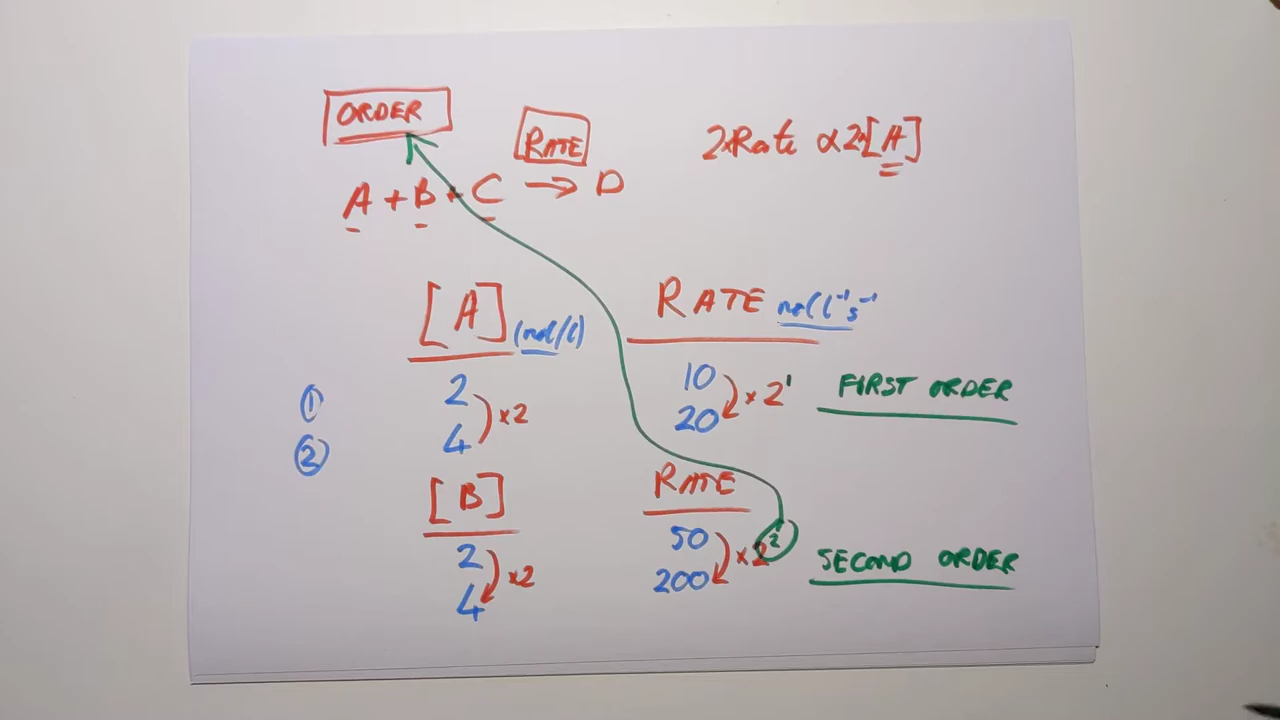 ORDER
RATE
2xRate ∝ 2x[A]
A + B + C → D
[A] (mol/l)
RATE mol l⁻¹ s⁻¹
① 2 ×2 10 ×2¹ FIRST ORDER
② 4 20
[B] RATE
2 ×2 50 ×2² SECOND ORDER
4 200